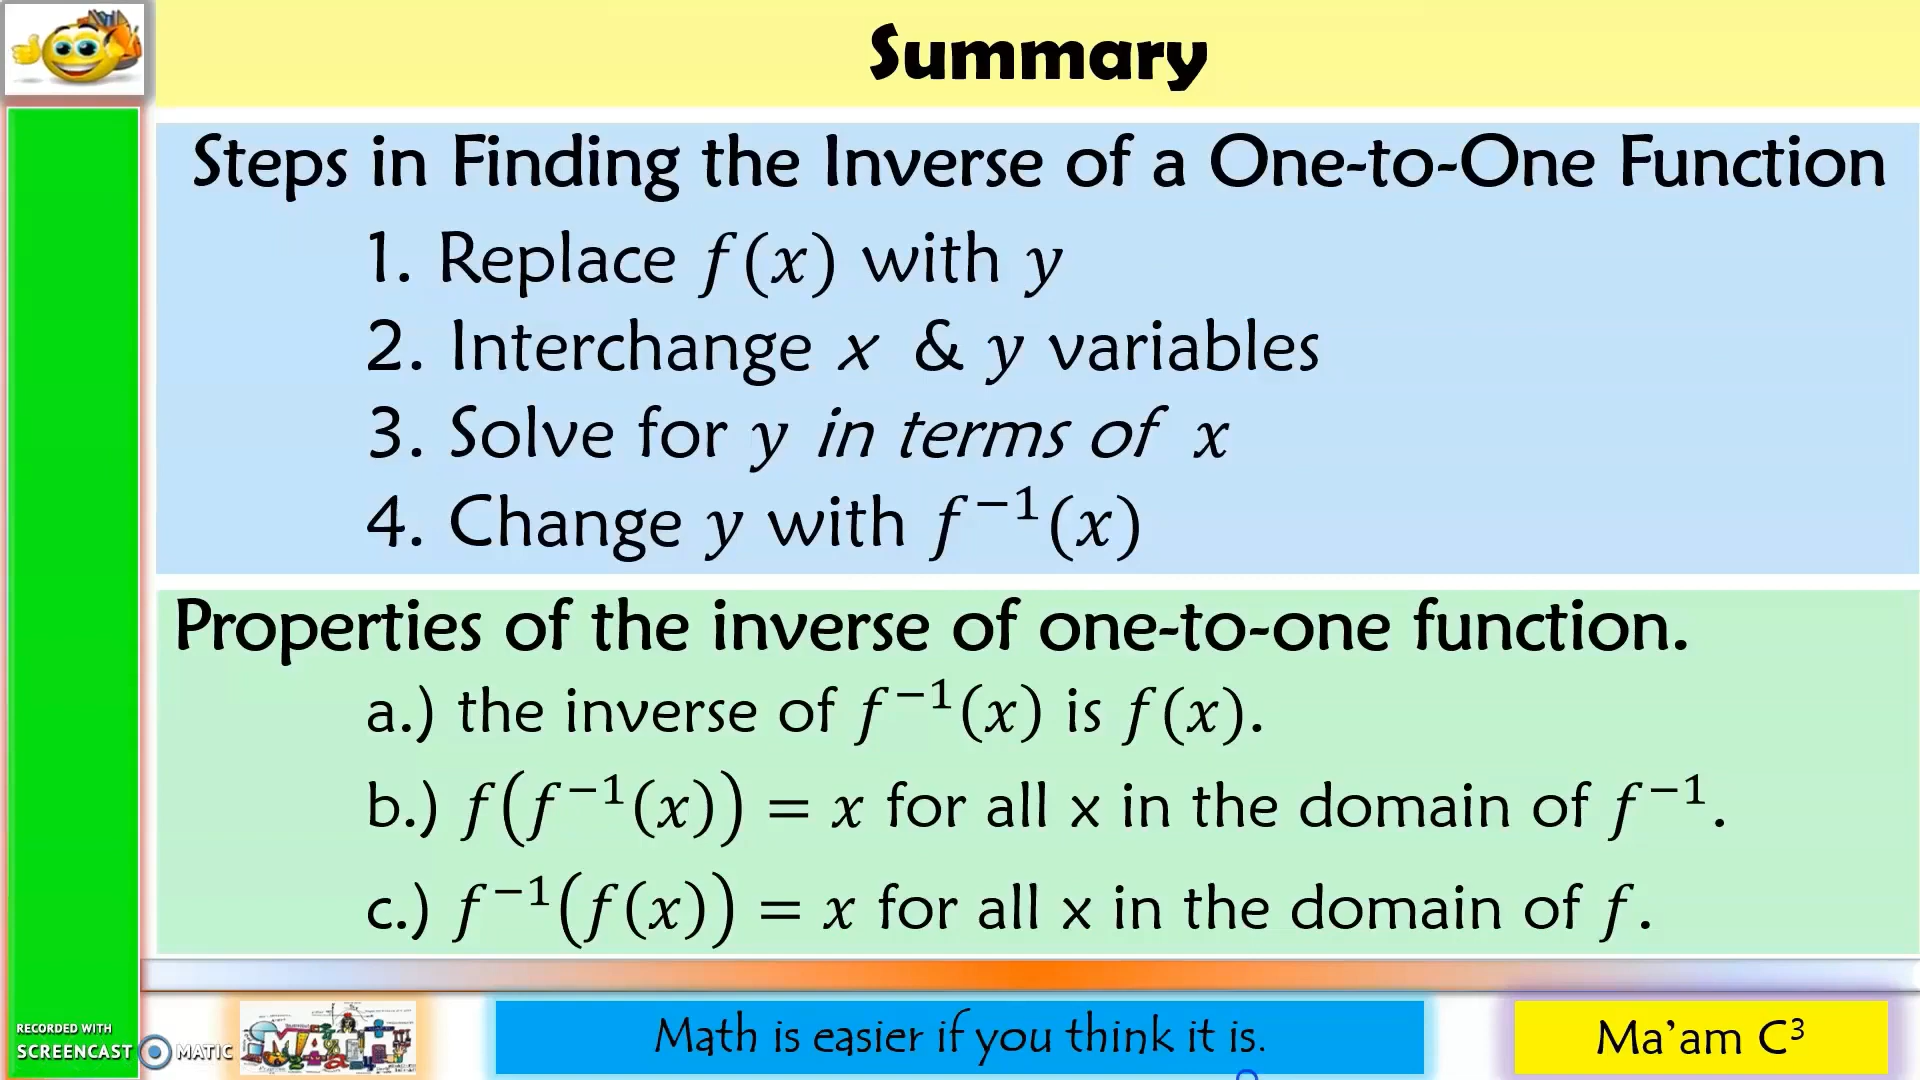 Summary
Steps in Finding the Inverse of a One-to-One Function
1. Replace f(x) with y
2. Interchange x & y variables
3. Solve for y in terms of x
4. Change y with f⁻¹(x)
Properties of the inverse of one-to-one function.
a.) the inverse of f⁻¹(x) is f(x).
b.) f(f⁻¹(x)) = x for all x in the domain of f⁻¹.
c.) f⁻¹(f(x)) = x for all x in the domain of f.
RECORDED WITH
SCREENCAST MATIC
MATH
Math is easier if you think it is.
Ma’am C³